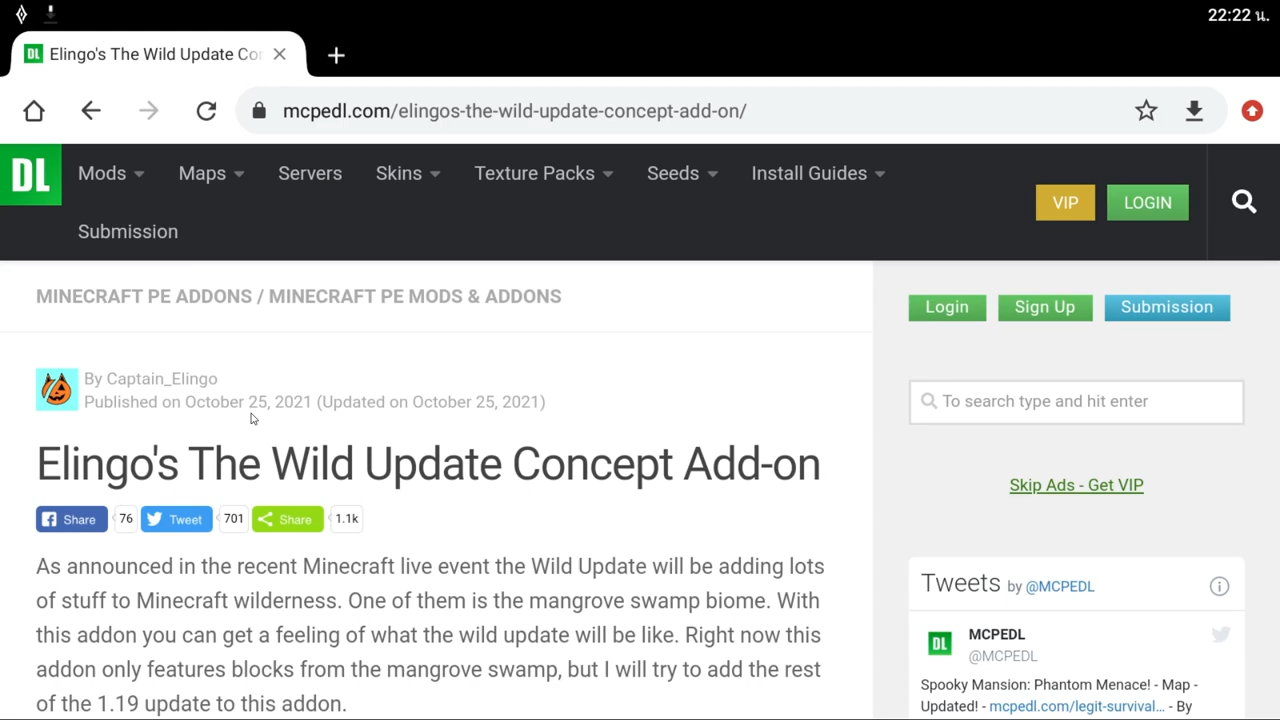 22:22 น.
DL Elingo's The Wild Update Co
mcpedl.com/elingos-the-wild-update-concept-add-on/
DL Mods Maps Servers Skins Texture Packs Seeds Install Guides
Submission
VIP LOGIN
MINECRAFT PE ADDONS / MINECRAFT PE MODS & ADDONS
By Captain_Elingo
Published on October 25, 2021 (Updated on October 25, 2021)
Elingo's The Wild Update Concept Add-on
Share 76 Tweet 701 Share 1.1k
As announced in the recent Minecraft live event the Wild Update will be adding lots
of stuff to Minecraft wilderness. One of them is the mangrove swamp biome. With
this addon you can get a feeling of what the wild update will be like. Right now this
addon only features blocks from the mangrove swamp, but I will try to add the rest
of the 1.19 update to this addon.
Login Sign Up Submission
To search type and hit enter
Skip Ads - Get VIP
Tweets by @MCPEDL
DL MCPEDL
@MCPEDL
Spooky Mansion: Phantom Menace! - Map -
Updated! - mcpedl.com/legit-survival… - By